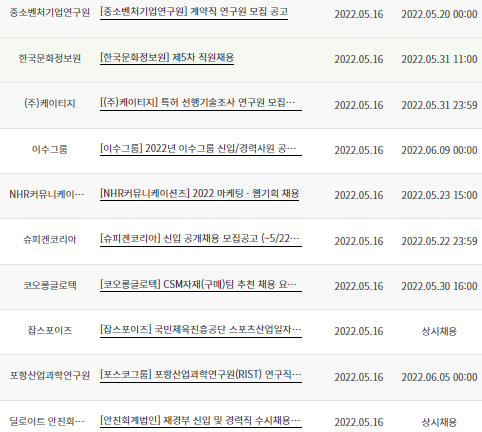 중소벤처기업연구원 [중소벤처기업연구원] 계약직 연구원 모집 공고 2022.05.16 2022.05.20 00:00
한국문화정보원 [한국문화정보원] 제5차 직원채용 2022.05.16 2022.05.31 11:00
(주)케이티지 [(주)케이티지] 특허 선행기술조사 연구원 모집… 2022.05.16 2022.05.31 23:59
이수그룹 [이수그룹] 2022년 이수그룹 신입/경력사원 공… 2022.05.16 2022.06.09 00:00
NHR커뮤니케이… [NHR커뮤니케이션즈] 2022 마케팅 · 웹기획 채용 2022.05.16 2022.05.23 15:00
슈피겐코리아 [슈피겐코리아] 신입 공개채용 모집공고 (~5/22… 2022.05.16 2022.05.22 23:59
코오롱글로텍 [코오롱글로텍] CSM자재(구매)팀 추천 채용 요… 2022.05.16 2022.05.30 16:00
잡스포이즈 [잡스포이즈] 국민체육진흥공단 스포츠산업일자… 2022.05.16 상시채용
포항산업과학연구원 [포스코그룹] 포항산업과학연구원(RIST) 연구직… 2022.05.16 2022.06.05 00:00
딜로이트 안진회… [안진회계법인] 재경부 신입 및 경력직 수시채용… 2022.05.16 상시채용